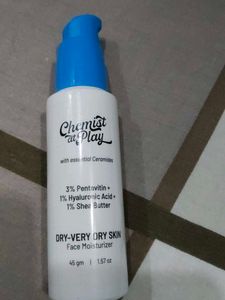 Chemist
at Play
with essential Ceramides
3% Pentavitin +
1% Hyaluronic Acid +
1% Shea Butter
DRY-VERY DRY SKIN
Face Moisturizer
45 gm | 1.57 oz